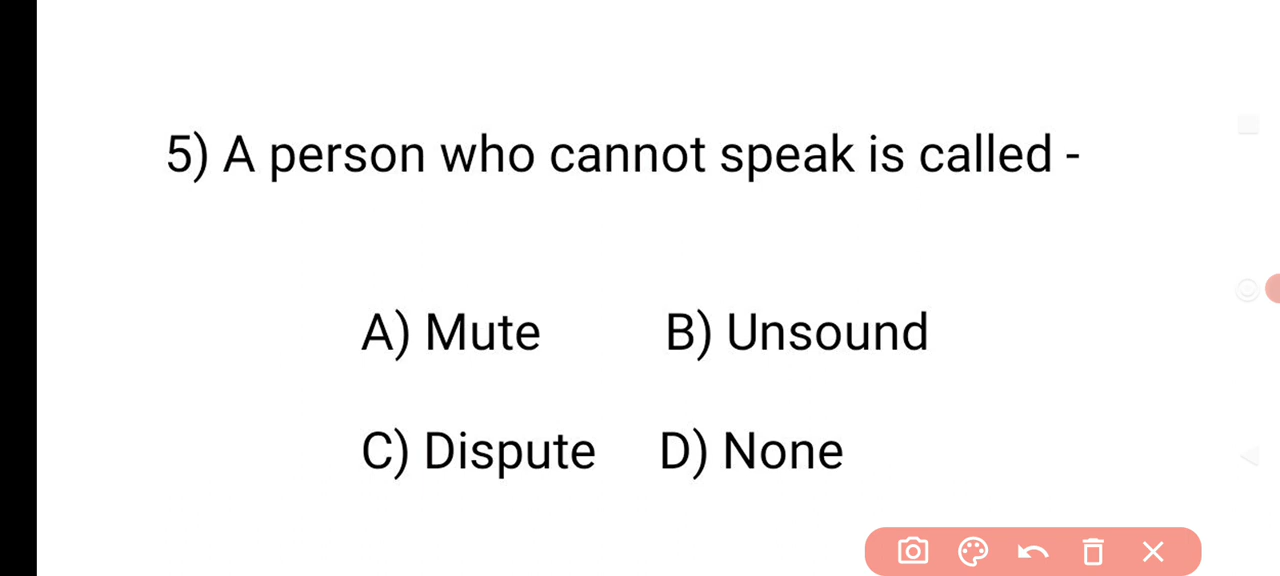 5) A person who cannot speak is called -
A) Mute B) Unsound
C) Dispute D) None